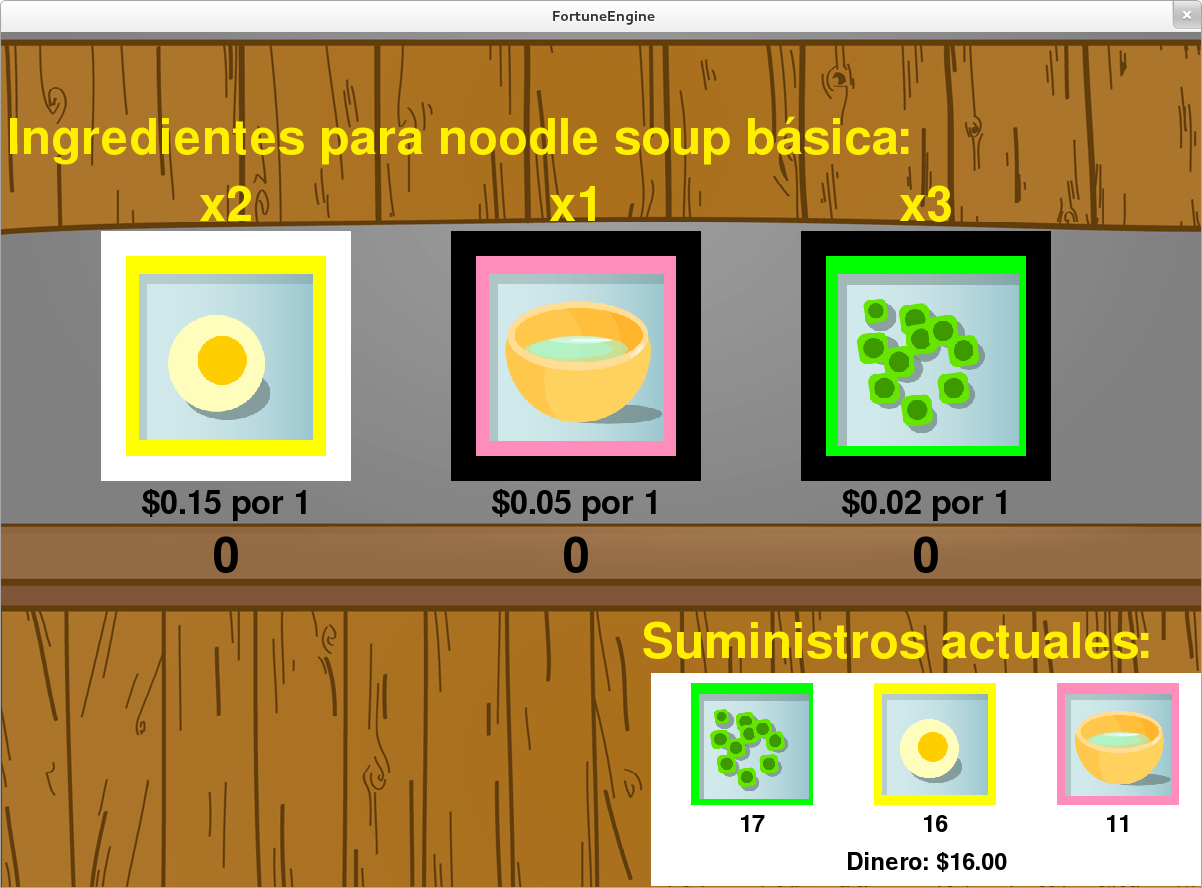 FortuneEngine
Ingredientes para noodle soup básica:
x2 x1 x3
$0.15 por 1 $0.05 por 1 $0.02 por 1
0 0 0
Suministros actuales:
17 16 11
Dinero: $16.00